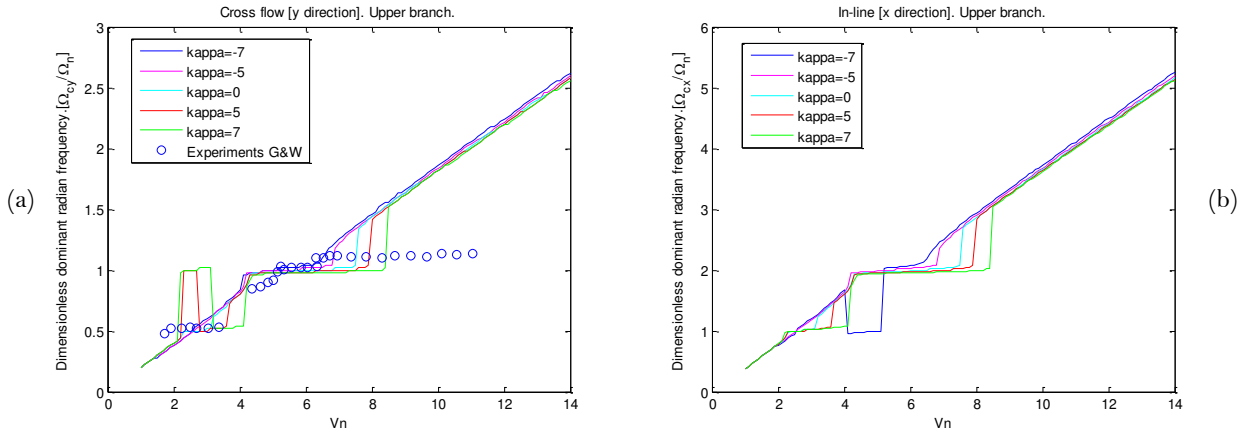 (a)
Cross flow [y direction]. Upper branch.
Dimensionless dominant radian frequency.[Ω_cy/Ω_n]
3
2.5
2
1.5
1
0.5
0
kappa=-7
kappa=-5
kappa=0
kappa=5
kappa=7
Experiments G&W
0 2 4 6 8 10 12 14
Vn
In-line [x direction]. Upper branch.
Dimensionless dominant radian frequency.[Ω_cx/Ω_n]
6
5
4
3
2
1
0
kappa=-7
kappa=-5
kappa=0
kappa=5
kappa=7
0 2 4 6 8 10 12 14
Vn
(b)